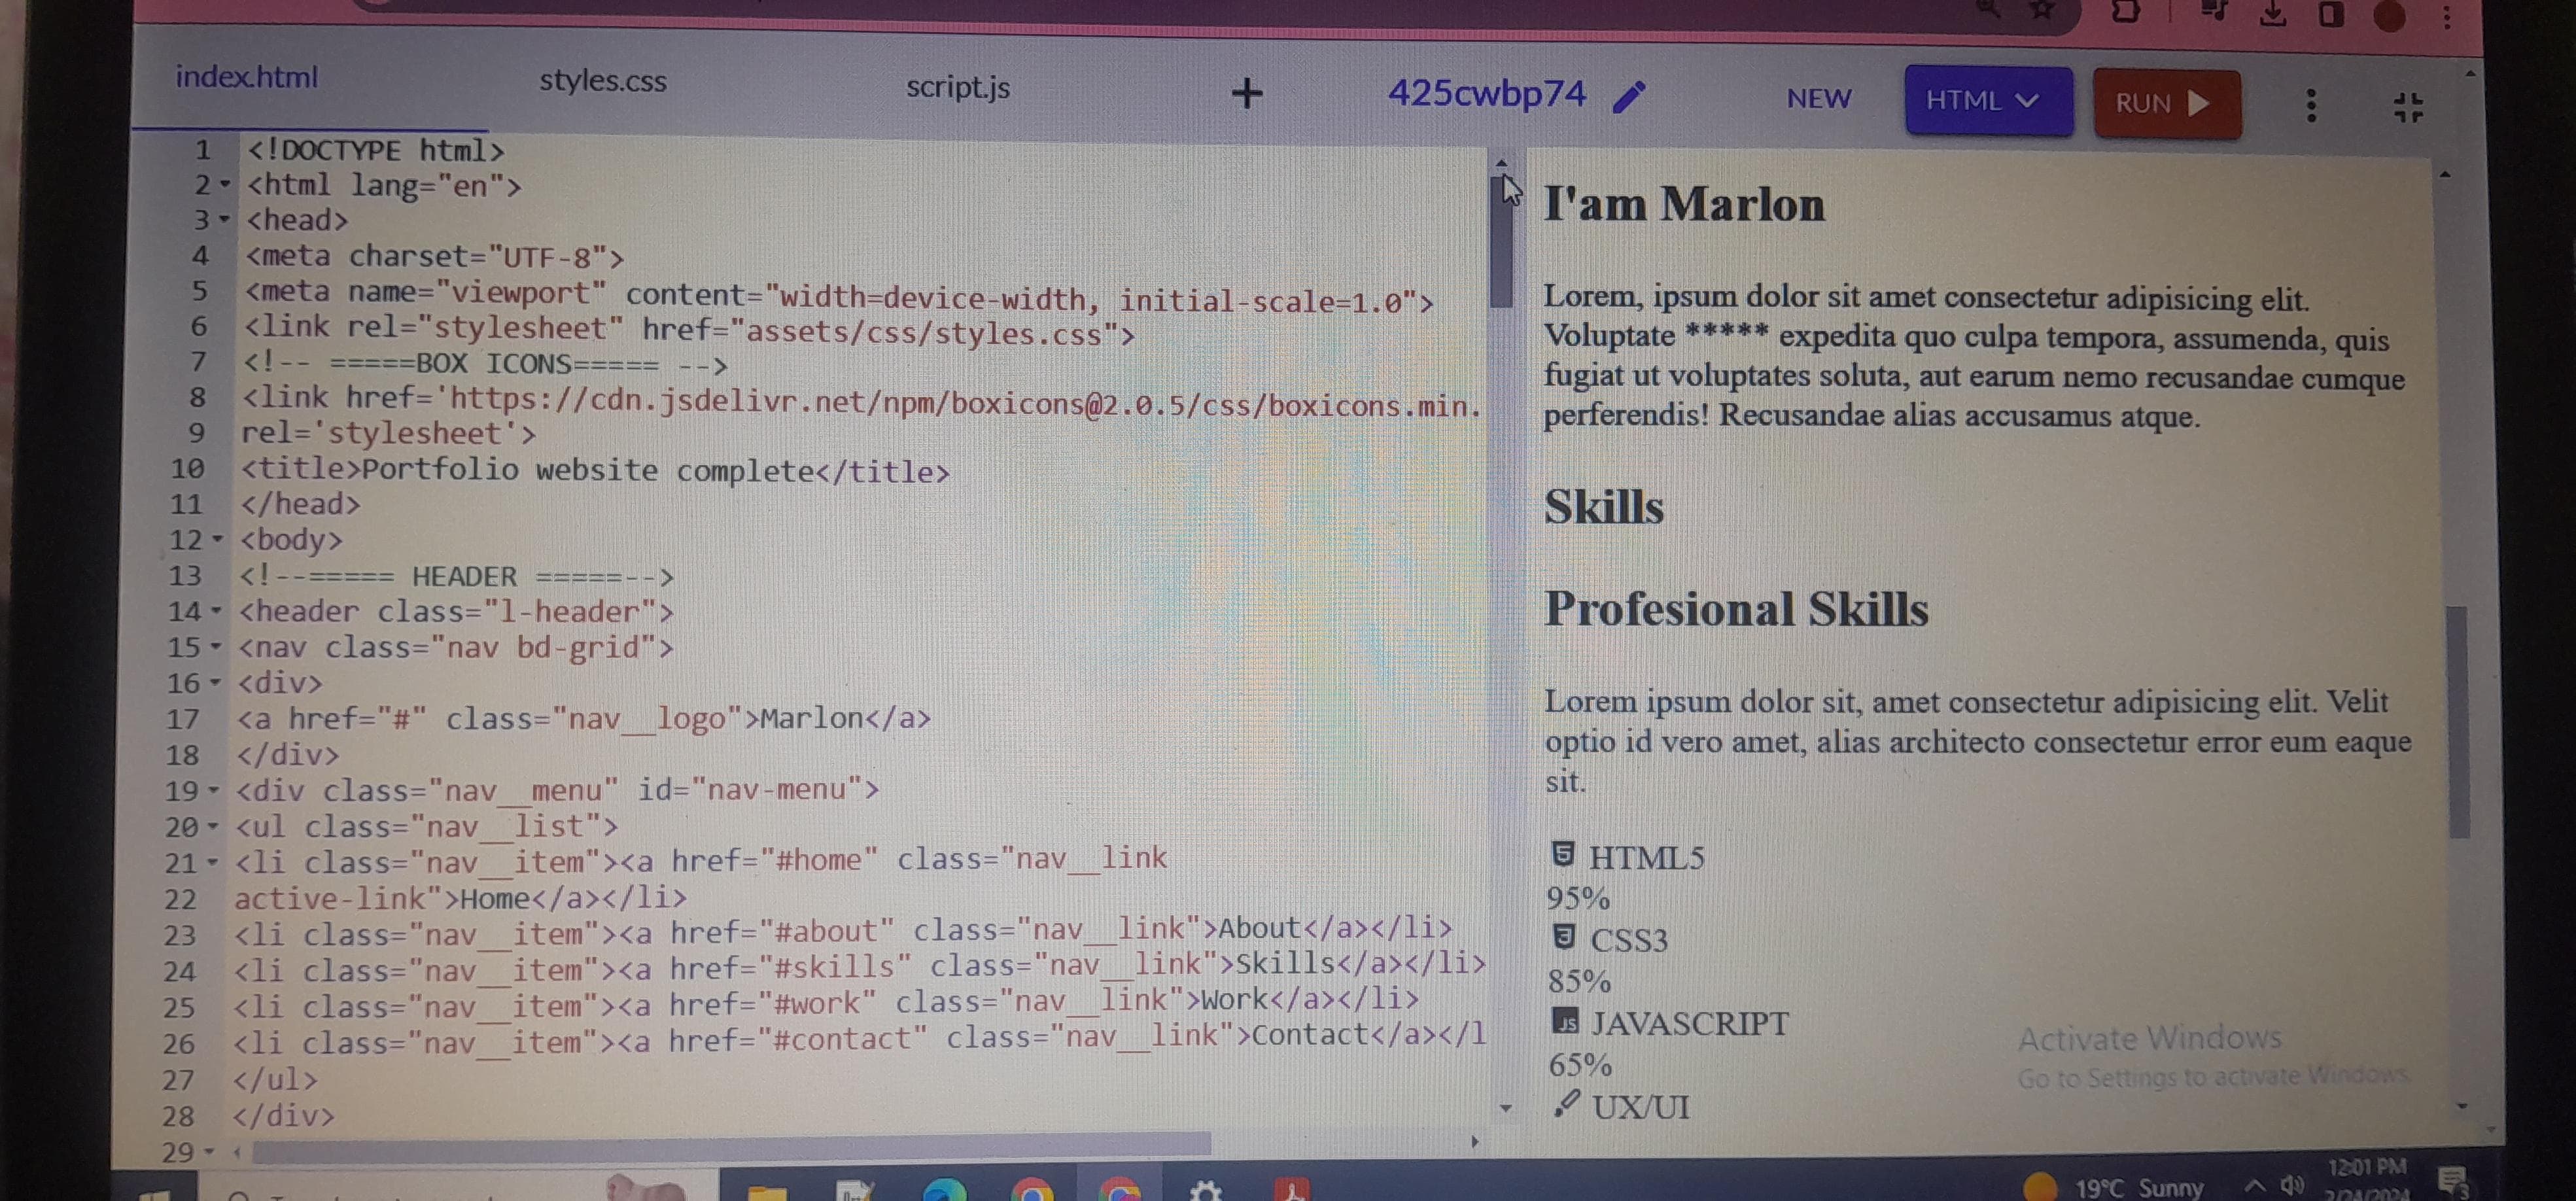 index.html
styles.css
script.js
+
425cwbp74
NEW
HTML
RUN
1 <!DOCTYPE html>
2 <html lang="en">
3 <head>
4 <meta charset="UTF-8">
5 <meta name="viewport" content="width=device-width, initial-scale=1.0">
6 <link rel="stylesheet" href="assets/css/styles.css">
7 <!-- =====BOX ICONS===== -->
8 <link href='https://cdn.jsdelivr.net/npm/boxicons@2.0.5/css/boxicons.min.
9 rel='stylesheet'>
10 <title>Portfolio website complete</title>
11 </head>
12 <body>
13 <!--===== HEADER =====-->
14 <header class="l-header">
15 <nav class="nav bd-grid">
16 <div>
17 <a href="#" class="nav__logo">Marlon</a>
18 </div>
19 <div class="nav__menu" id="nav-menu">
20 <ul class="nav__list">
21 <li class="nav__item"><a href="#home" class="nav__link
22 active-link">Home</a></li>
23 <li class="nav__item"><a href="#about" class="nav__link">About</a></li>
24 <li class="nav__item"><a href="#skills" class="nav__link">Skills</a></li>
25 <li class="nav__item"><a href="#work" class="nav__link">Work</a></li>
26 <li class="nav__item"><a href="#contact" class="nav__link">Contact</a></l
27 </ul>
28 </div>
29
I'am Marlon
Lorem, ipsum dolor sit amet consectetur adipisicing elit.
Voluptate ***** expedita quo culpa tempora, assumenda, quis
fugiat ut voluptates soluta, aut earum nemo recusandae cumque
perferendis! Recusandae alias accusamus atque.
Skills
Profesional Skills
Lorem ipsum dolor sit, amet consectetur adipisicing elit. Velit
optio id vero amet, alias architecto consectetur error eum eaque
sit.
HTML5
95%
CSS3
85%
JS JAVASCRIPT
65%
UX/UI
Activate Windows
Go to Settings to activate Windows.
19°C Sunny
12:01 PM